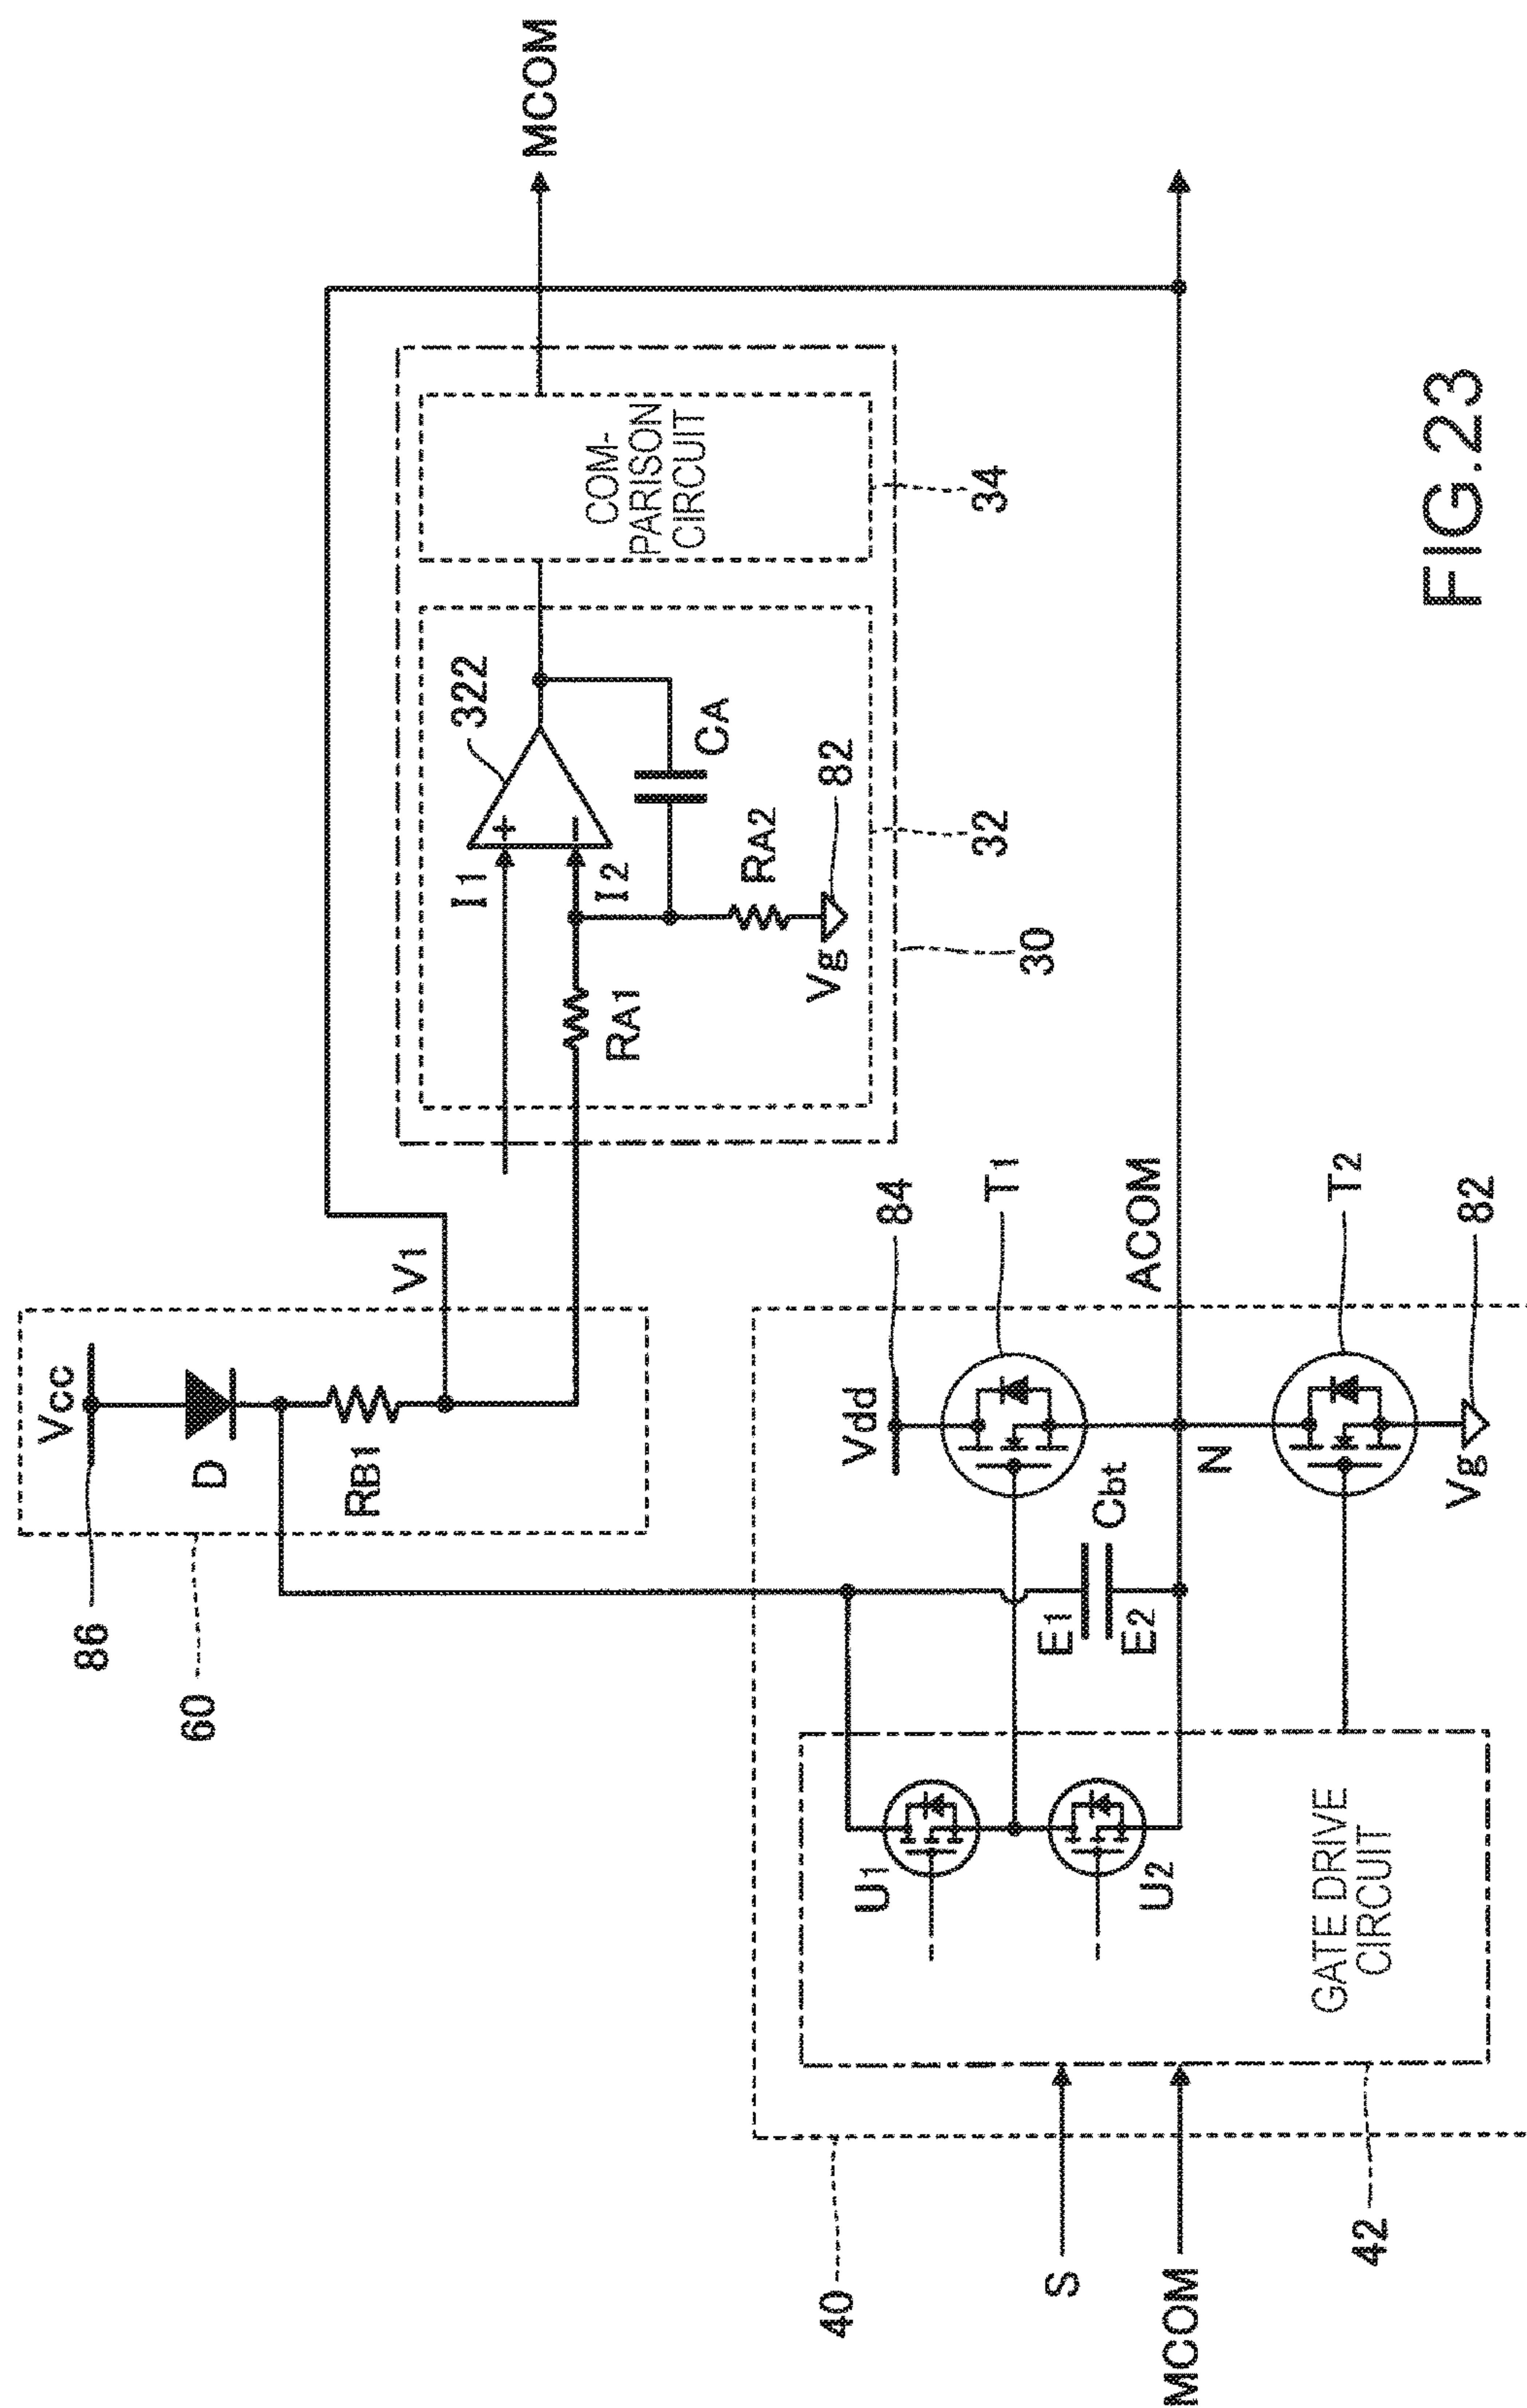 86
Vcc
D
RB1
60
V1
MCOM
I1
I2
322
RA1
CA
RA2
Vg
82
COM-
PARISON
CIRCUIT
34
32
30
40
S
MCOM
42
U1
U2
GATE DRIVE
CIRCUIT
E1
E2
Cbt
Vdd
84
T1
ACOM
N
T2
Vg
82
FIG.23